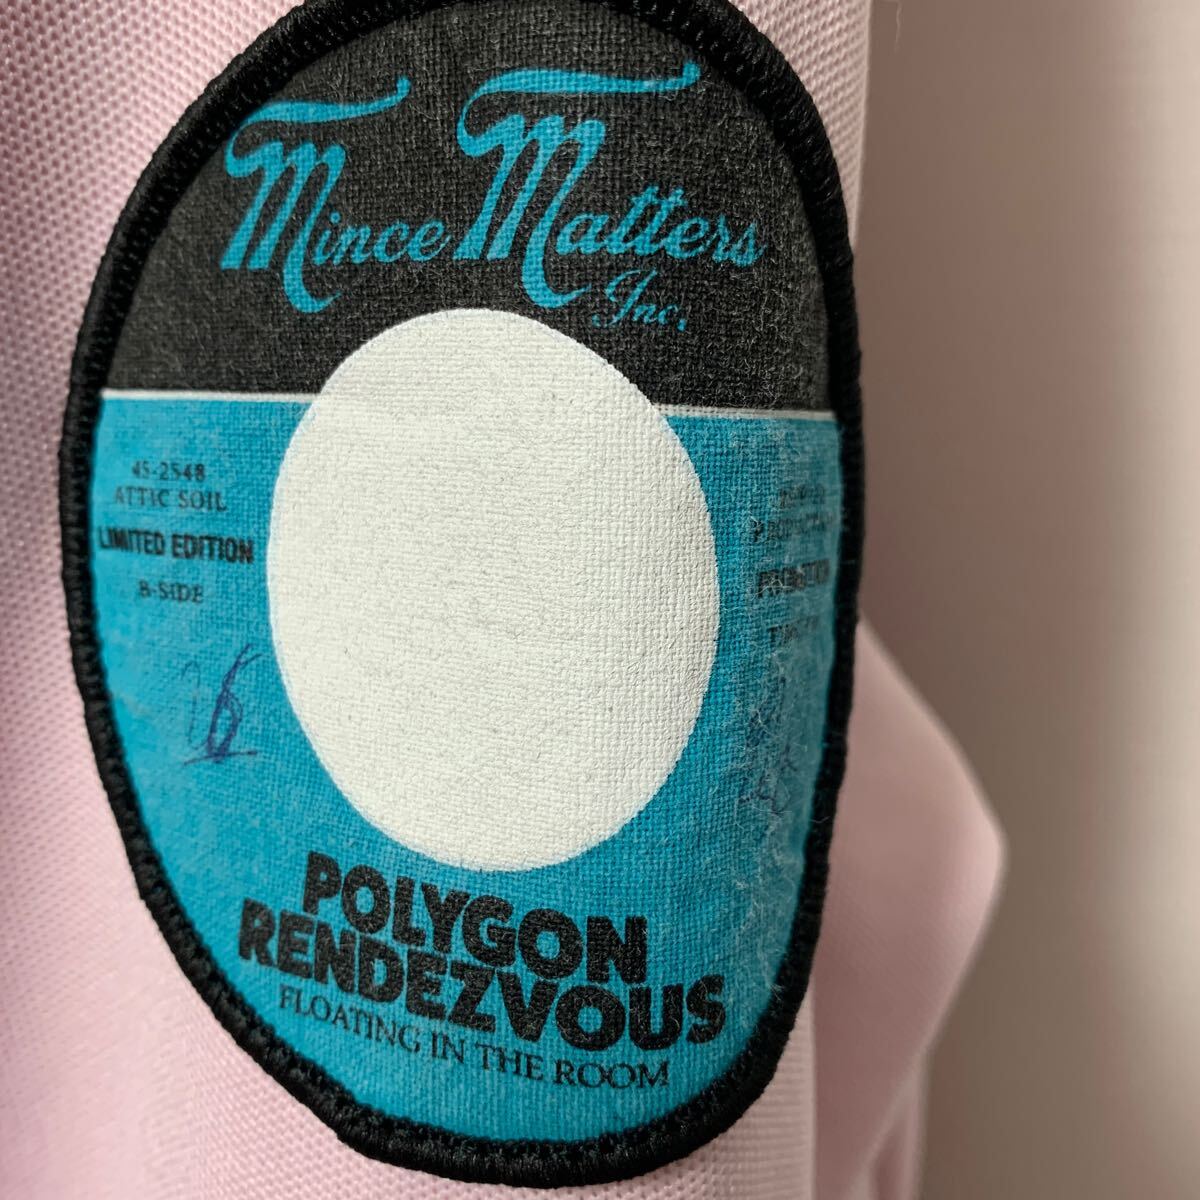 Mince Matters
Inc.
45-2548
ATTIC SOIL
LIMITED EDITION
B-SIDE
POLYGON
RENDEZVOUS
FLOATING IN THE ROOM